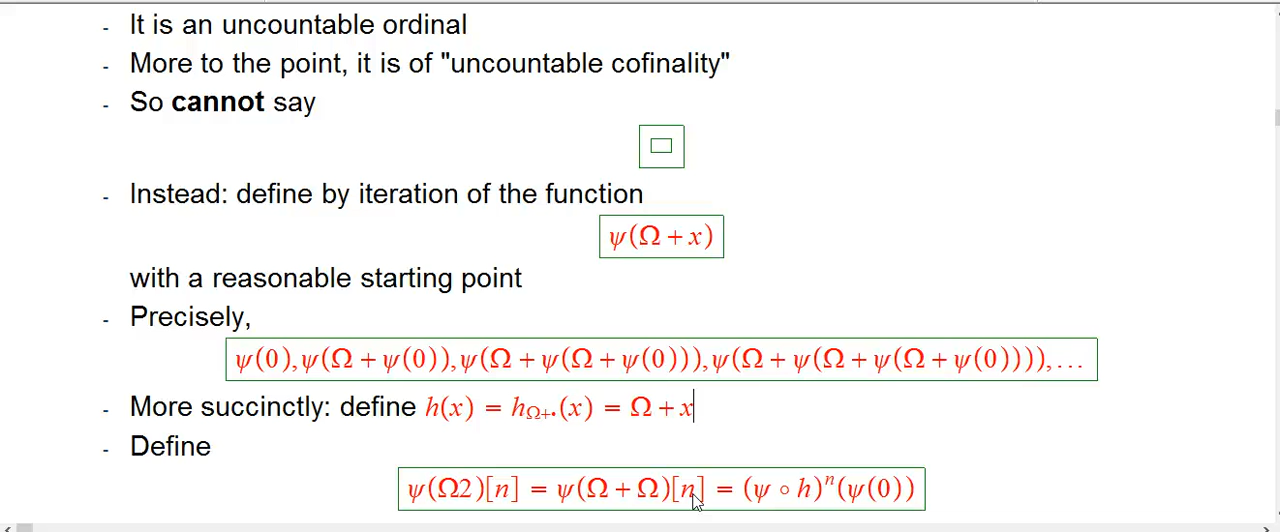 - It is an uncountable ordinal
- More to the point, it is of "uncountable cofinality"
- So cannot say
- Instead: define by iteration of the function
ψ(Ω + x)
with a reasonable starting point
- Precisely,
ψ(0), ψ(Ω + ψ(0)), ψ(Ω + ψ(Ω + ψ(0))), ψ(Ω + ψ(Ω + ψ(Ω + ψ(0)))), …
- More succinctly: define h(x) = h_{Ω+•}(x) = Ω + x
- Define
ψ(Ω2)[n] = ψ(Ω + Ω)[n] = (ψ ∘ h)ⁿ(ψ(0))